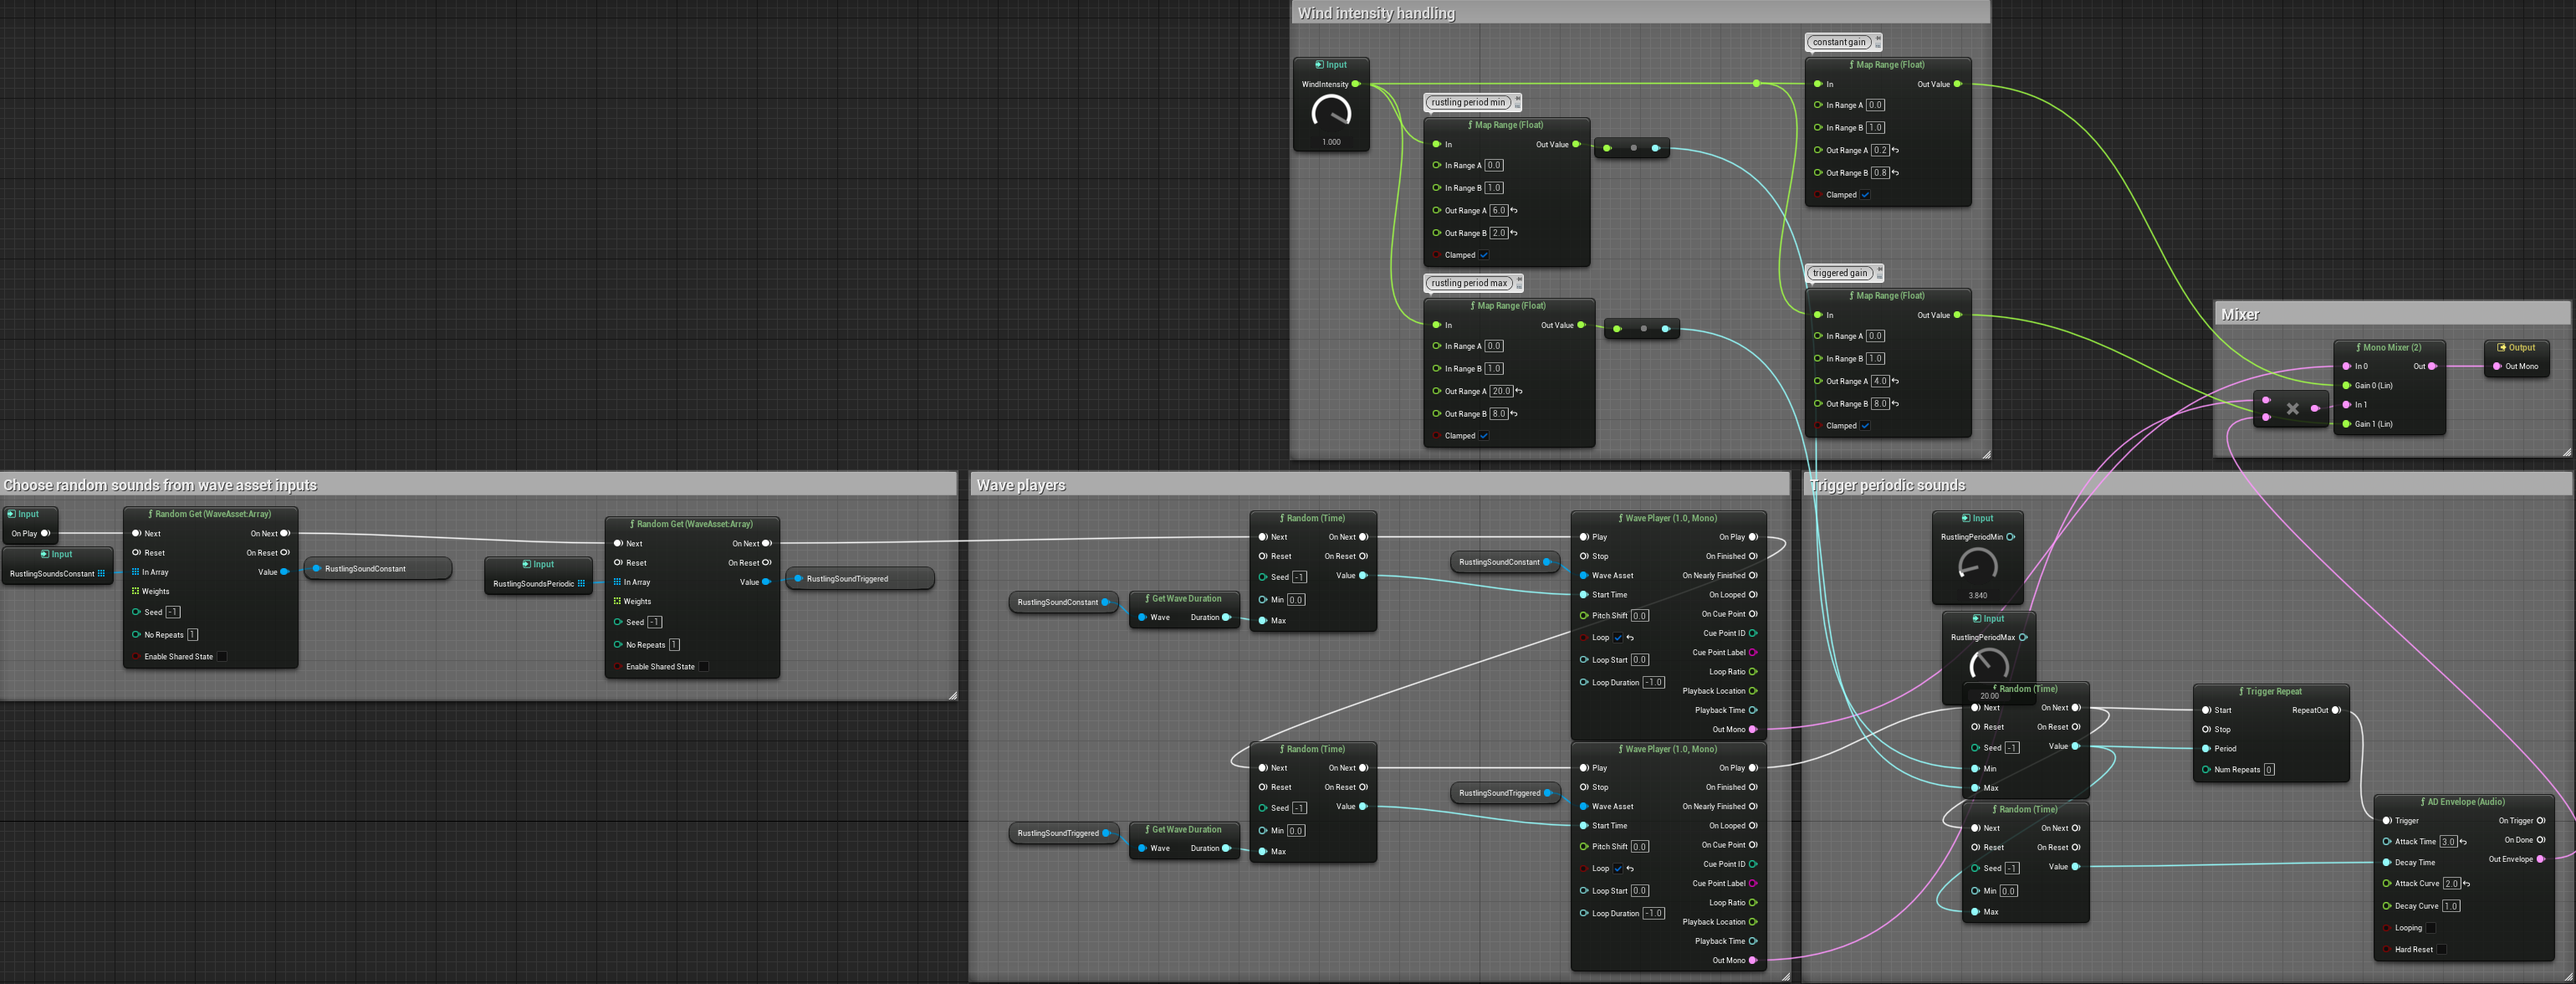 Wind intensity handling
Input
WindIntensity
1.000
rustling period min
Map Range (Float)
In
Out Value
In Range A 0.0
In Range B 1.0
Out Range A 6.0
Out Range B 2.0
Clamped
rustling period max
Map Range (Float)
In
Out Value
In Range A 0.0
In Range B 1.0
Out Range A 20.0
Out Range B 8.0
Clamped
constant gain
Map Range (Float)
In
Out Value
In Range A 0.0
In Range B 1.0
Out Range A 0.2
Out Range B 0.8
Clamped
triggered gain
Map Range (Float)
In
Out Value
In Range A 0.0
In Range B 1.0
Out Range A 4.0
Out Range B 8.0
Clamped
Mixer
Mono Mixer (2)
In 0
Out
Gain 0 (Lin)
In 1
Gain 1 (Lin)
Output
Out Mono
Choose random sounds from wave asset inputs
Input
On Play
Input
RustlingSoundsConstant
Random Get (WaveAsset:Array)
Next
On Next
Reset
On Reset
In Array
Value
Weights
Seed -1
No Repeats 1
Enable Shared State
RustlingSoundConstant
Input
RustlingSoundsPeriodic
Random Get (WaveAsset:Array)
Next
On Next
Reset
On Reset
In Array
Value
Weights
Seed -1
No Repeats 1
Enable Shared State
RustlingSoundTriggered
Wave players
RustlingSoundConstant
Get Wave Duration
Wave
Duration
Random (Time)
Next
On Next
Reset
On Reset
Seed -1
Value
Min 0.0
Max
RustlingSoundConstant
Wave Player (1.0, Mono)
Play
On Play
Stop
On Finished
Wave Asset
On Nearly Finished
Start Time
On Looped
Pitch Shift 0.0
On Cue Point
Loop
Cue Point ID
Loop Start 0.0
Cue Point Label
Loop Duration -1.0
Loop Ratio
Playback Location
Playback Time
Out Mono
RustlingSoundTriggered
Get Wave Duration
Wave
Duration
Random (Time)
Next
On Next
Reset
On Reset
Seed -1
Value
Min 0.0
Max
RustlingSoundTriggered
Wave Player (1.0, Mono)
Play
On Play
Stop
On Finished
Wave Asset
On Nearly Finished
Start Time
On Looped
Pitch Shift 0.0
On Cue Point
Loop
Cue Point ID
Loop Start 0.0
Cue Point Label
Loop Duration -1.0
Loop Ratio
Playback Location
Playback Time
Out Mono
Trigger periodic sounds
Input
RustlingPeriodMin
3.840
Input
RustlingPeriodMax
20.00
Random (Time)
Next
On Next
Reset
On Reset
Seed -1
Value
Min
Max
Random (Time)
Next
On Next
Reset
On Reset
Seed -1
Value
Min 0.0
Max
Trigger Repeat
Start
RepeatOut
Stop
Period
Num Repeats 0
AD Envelope (Audio)
Trigger
On Trigger
Attack Time 3.0
On Done
Decay Time
Out Envelope
Attack Curve 2.0
Decay Curve 1.0
Looping
Hard Reset